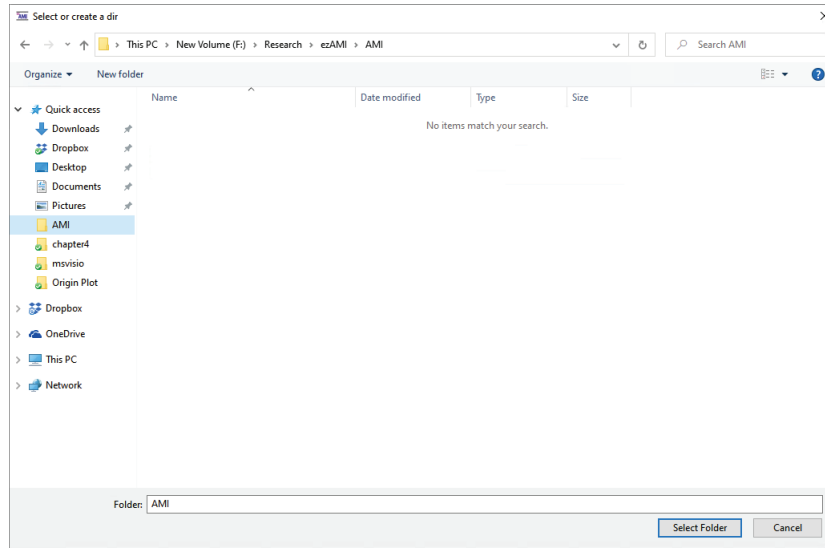 Select or create a dir
This PC > New Volume (F:) > Research > ezAMI > AMI
Search AMI
Organize New folder
Name Date modified Type Size
No items match your search.
Quick access
Downloads
Dropbox
Desktop
Documents
Pictures
AMI
chapter4
msvisio
Origin Plot
Dropbox
OneDrive
This PC
Network
Folder: AMI
Select Folder Cancel